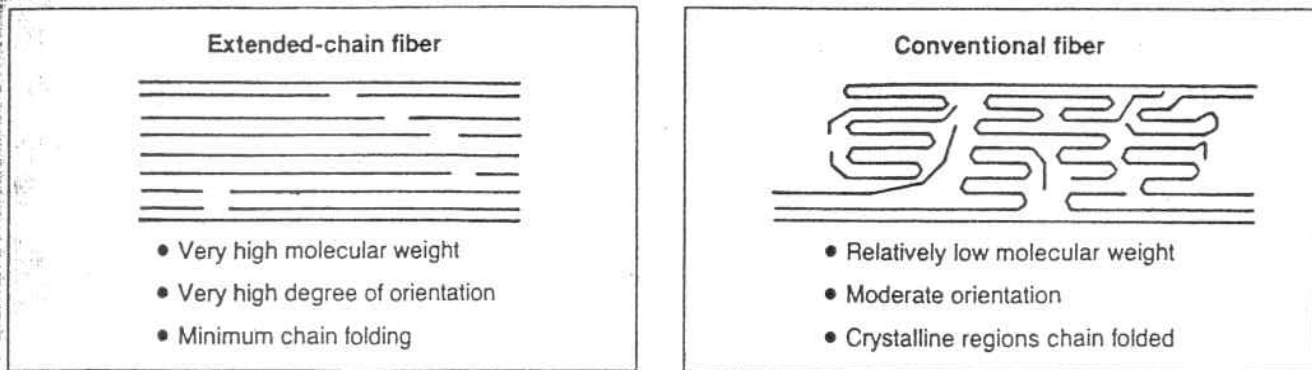 Extended-chain fiber
• Very high molecular weight
• Very high degree of orientation
• Minimum chain folding
Conventional fiber
• Relatively low molecular weight
• Moderate orientation
• Crystalline regions chain folded